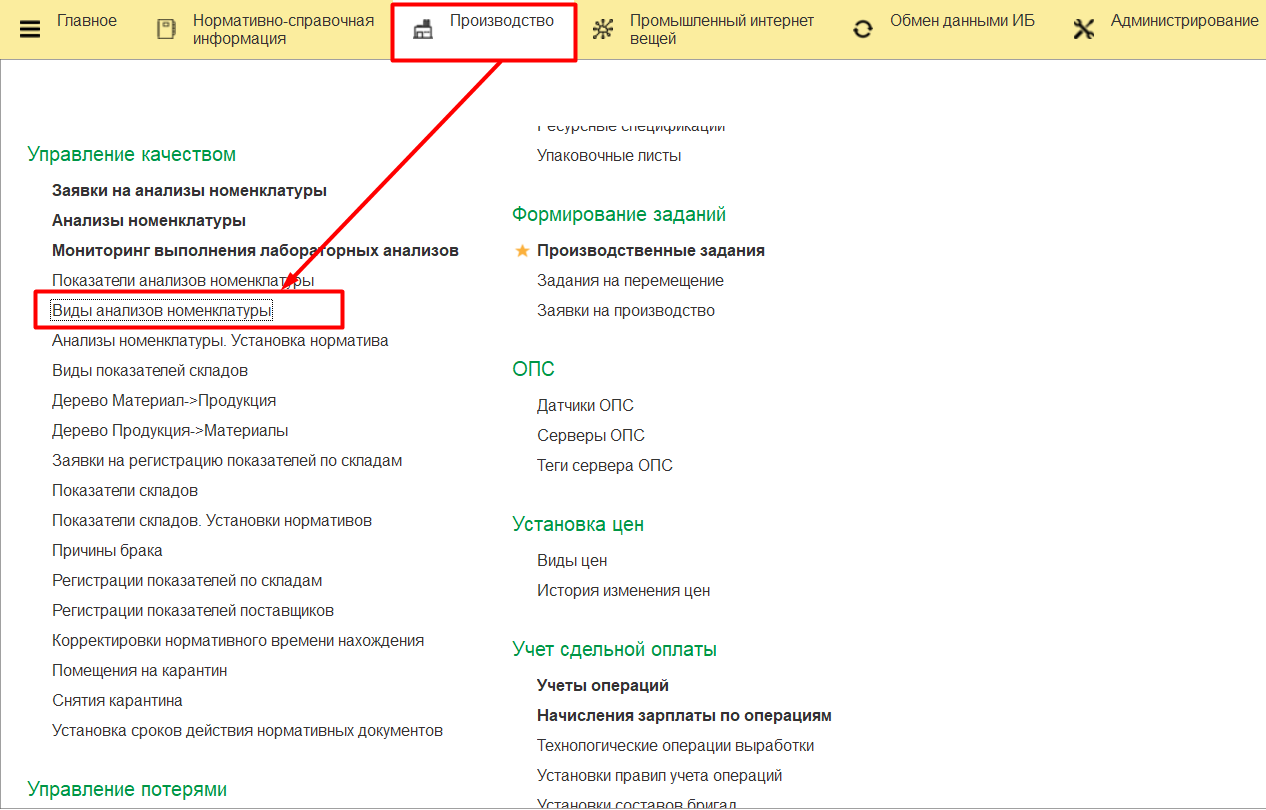 Главное
Нормативно-справочная
информация
Производство
Промышленный интернет
вещей
Обмен данными ИБ
Администрирование
Управление качеством
Заявки на анализы номенклатуры
Анализы номенклатуры
Мониторинг выполнения лабораторных анализов
Показатели анализов номенклатуры
Виды анализов номенклатуры
Анализы номенклатуры. Установка норматива
Виды показателей складов
Дерево Материал->Продукция
Дерево Продукция->Материалы
Заявки на регистрацию показателей по складам
Показатели складов
Показатели складов. Установки нормативов
Причины брака
Регистрации показателей по складам
Регистрации показателей поставщиков
Корректировки нормативного времени нахождения
Помещения на карантин
Снятия карантина
Установка сроков действия нормативных документов
Управление потерями
Ресурсные спецификации
Упаковочные листы
Формирование заданий
Производственные задания
Задания на перемещение
Заявки на производство
ОПС
Датчики ОПС
Серверы ОПС
Теги сервера ОПС
Установка цен
Виды цен
История изменения цен
Учет сдельной оплаты
Учеты операций
Начисления зарплаты по операциям
Технологические операции выработки
Установки правил учета операций
Установки составов бригад